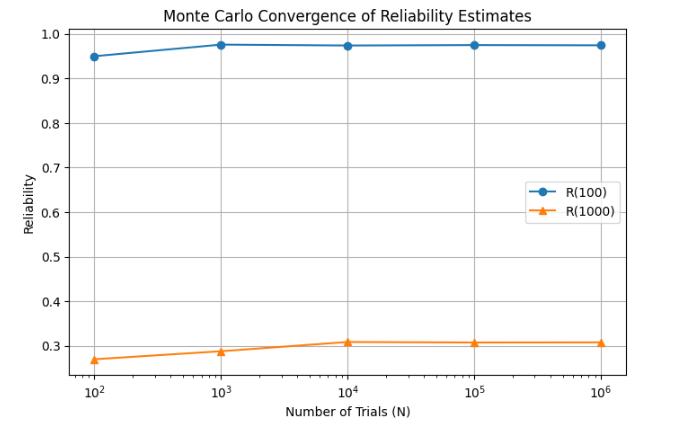 Monte Carlo Convergence of Reliability Estimates
1.0
0.9
0.8
0.7
0.6
0.5
0.4
0.3
Reliability
R(100)
R(1000)
10² 10³ 10⁴ 10⁵ 10⁶
Number of Trials (N)